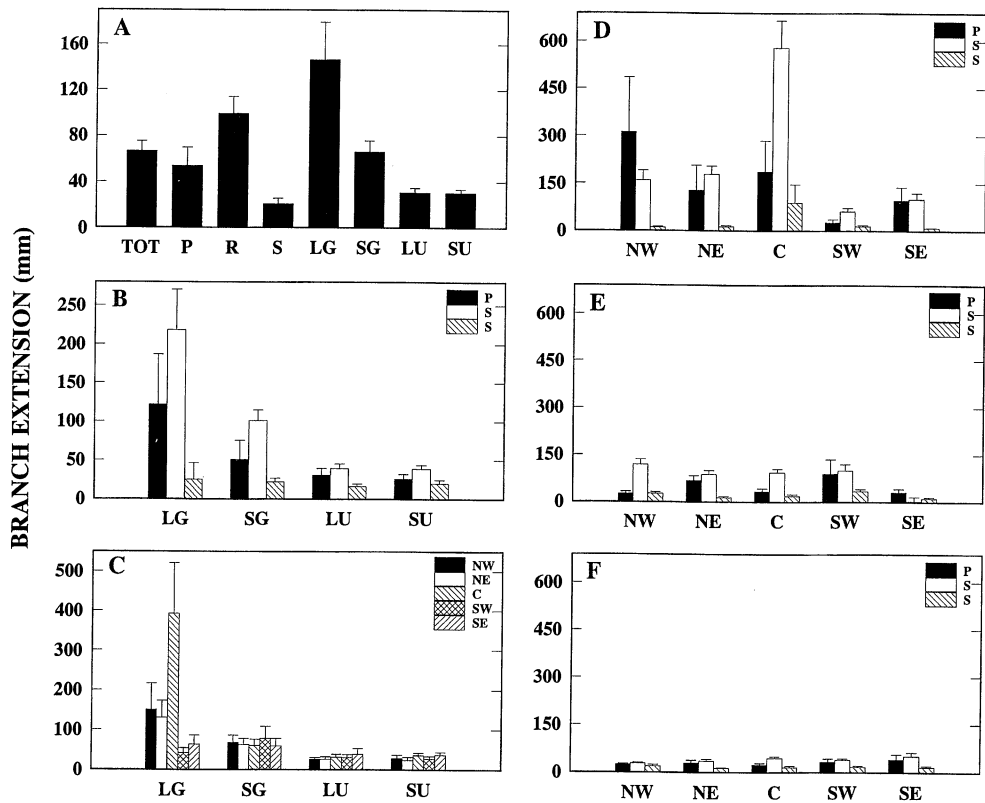 BRANCH EXTENSION (mm)
A
160
120
80
40
0
TOT P R S LG SG LU SU
B
P
S
S
250
200
150
100
50
0
LG SG LU SU
C
NW
NE
C
SW
SE
500
400
300
200
100
0
LG SG LU SU
D
P
S
S
600
450
300
150
0
NW NE C SW SE
E
P
S
S
600
450
300
150
0
NW NE C SW SE
F
P
S
S
600
450
300
150
0
NW NE C SW SE